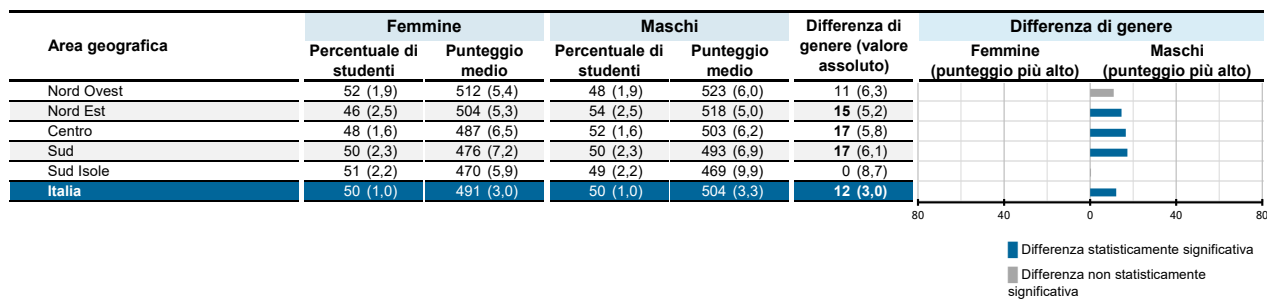 Area geografica Femmine Maschi Differenza di genere (valore assoluto) Differenza di genere
Percentuale di studenti Punteggio medio Percentuale di studenti Punteggio medio Femmine (punteggio più alto) Maschi (punteggio più alto)
Nord Ovest 52 (1,9) 512 (5,4) 48 (1,9) 523 (6,0) 11 (6,3)
Nord Est 46 (2,5) 504 (5,3) 54 (2,5) 518 (5,0) 15 (5,2)
Centro 48 (1,6) 487 (6,5) 52 (1,6) 503 (6,2) 17 (5,8)
Sud 50 (2,3) 476 (7,2) 50 (2,3) 493 (6,9) 17 (6,1)
Sud Isole 51 (2,2) 470 (5,9) 49 (2,2) 469 (9,9) 0 (8,7)
Italia 50 (1,0) 491 (3,0) 50 (1,0) 504 (3,3) 12 (3,0)
80 40 0 40 80
Differenza statisticamente significativa
Differenza non statisticamente
significativa